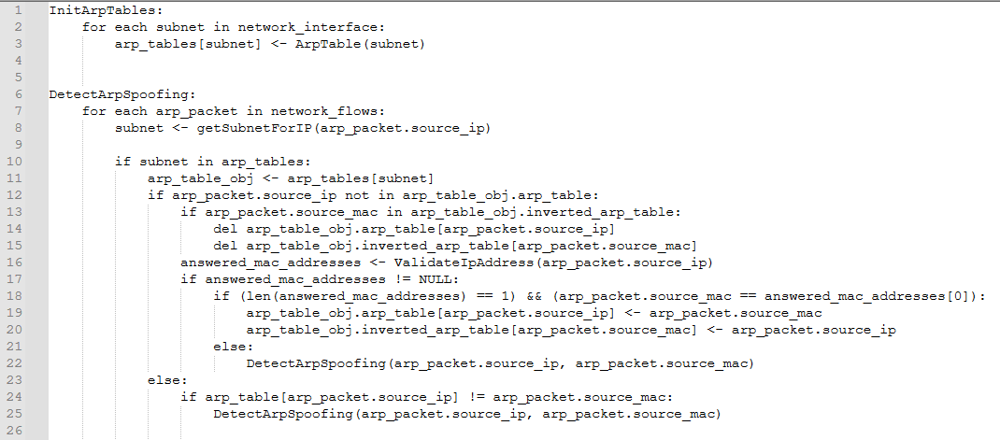 1 InitArpTables:
2     for each subnet in network_interface:
3         arp_tables[subnet] <- ArpTable(subnet)
4
5
6 DetectArpSpoofing:
7     for each arp_packet in network_flows:
8         subnet <- getSubnetForIP(arp_packet.source_ip)
9
10         if subnet in arp_tables:
11             arp_table_obj <- arp_tables[subnet]
12             if arp_packet.source_ip not in arp_table_obj.arp_table:
13                 if arp_packet.source_mac in arp_table_obj.inverted_arp_table:
14                     del arp_table_obj.arp_table[arp_packet.source_ip]
15                     del arp_table_obj.inverted_arp_table[arp_packet.source_mac]
16                 answered_mac_addresses <- ValidateIpAddress(arp_packet.source_ip)
17                 if answered_mac_addresses != NULL:
18                     if (len(answered_mac_addresses) == 1) && (arp_packet.source_mac == answered_mac_addresses[0]):
19                         arp_table_obj.arp_table[arp_packet.source_ip] <- arp_packet.source_mac
20                         arp_table_obj.inverted_arp_table[arp_packet.source_mac] <- arp_packet.source_ip
21                     else:
22                         DetectArpSpoofing(arp_packet.source_ip, arp_packet.source_mac)
23             else:
24                 if arp_table[arp_packet.source_ip] != arp_packet.source_mac:
25                     DetectArpSpoofing(arp_packet.source_ip, arp_packet.source_mac)
26